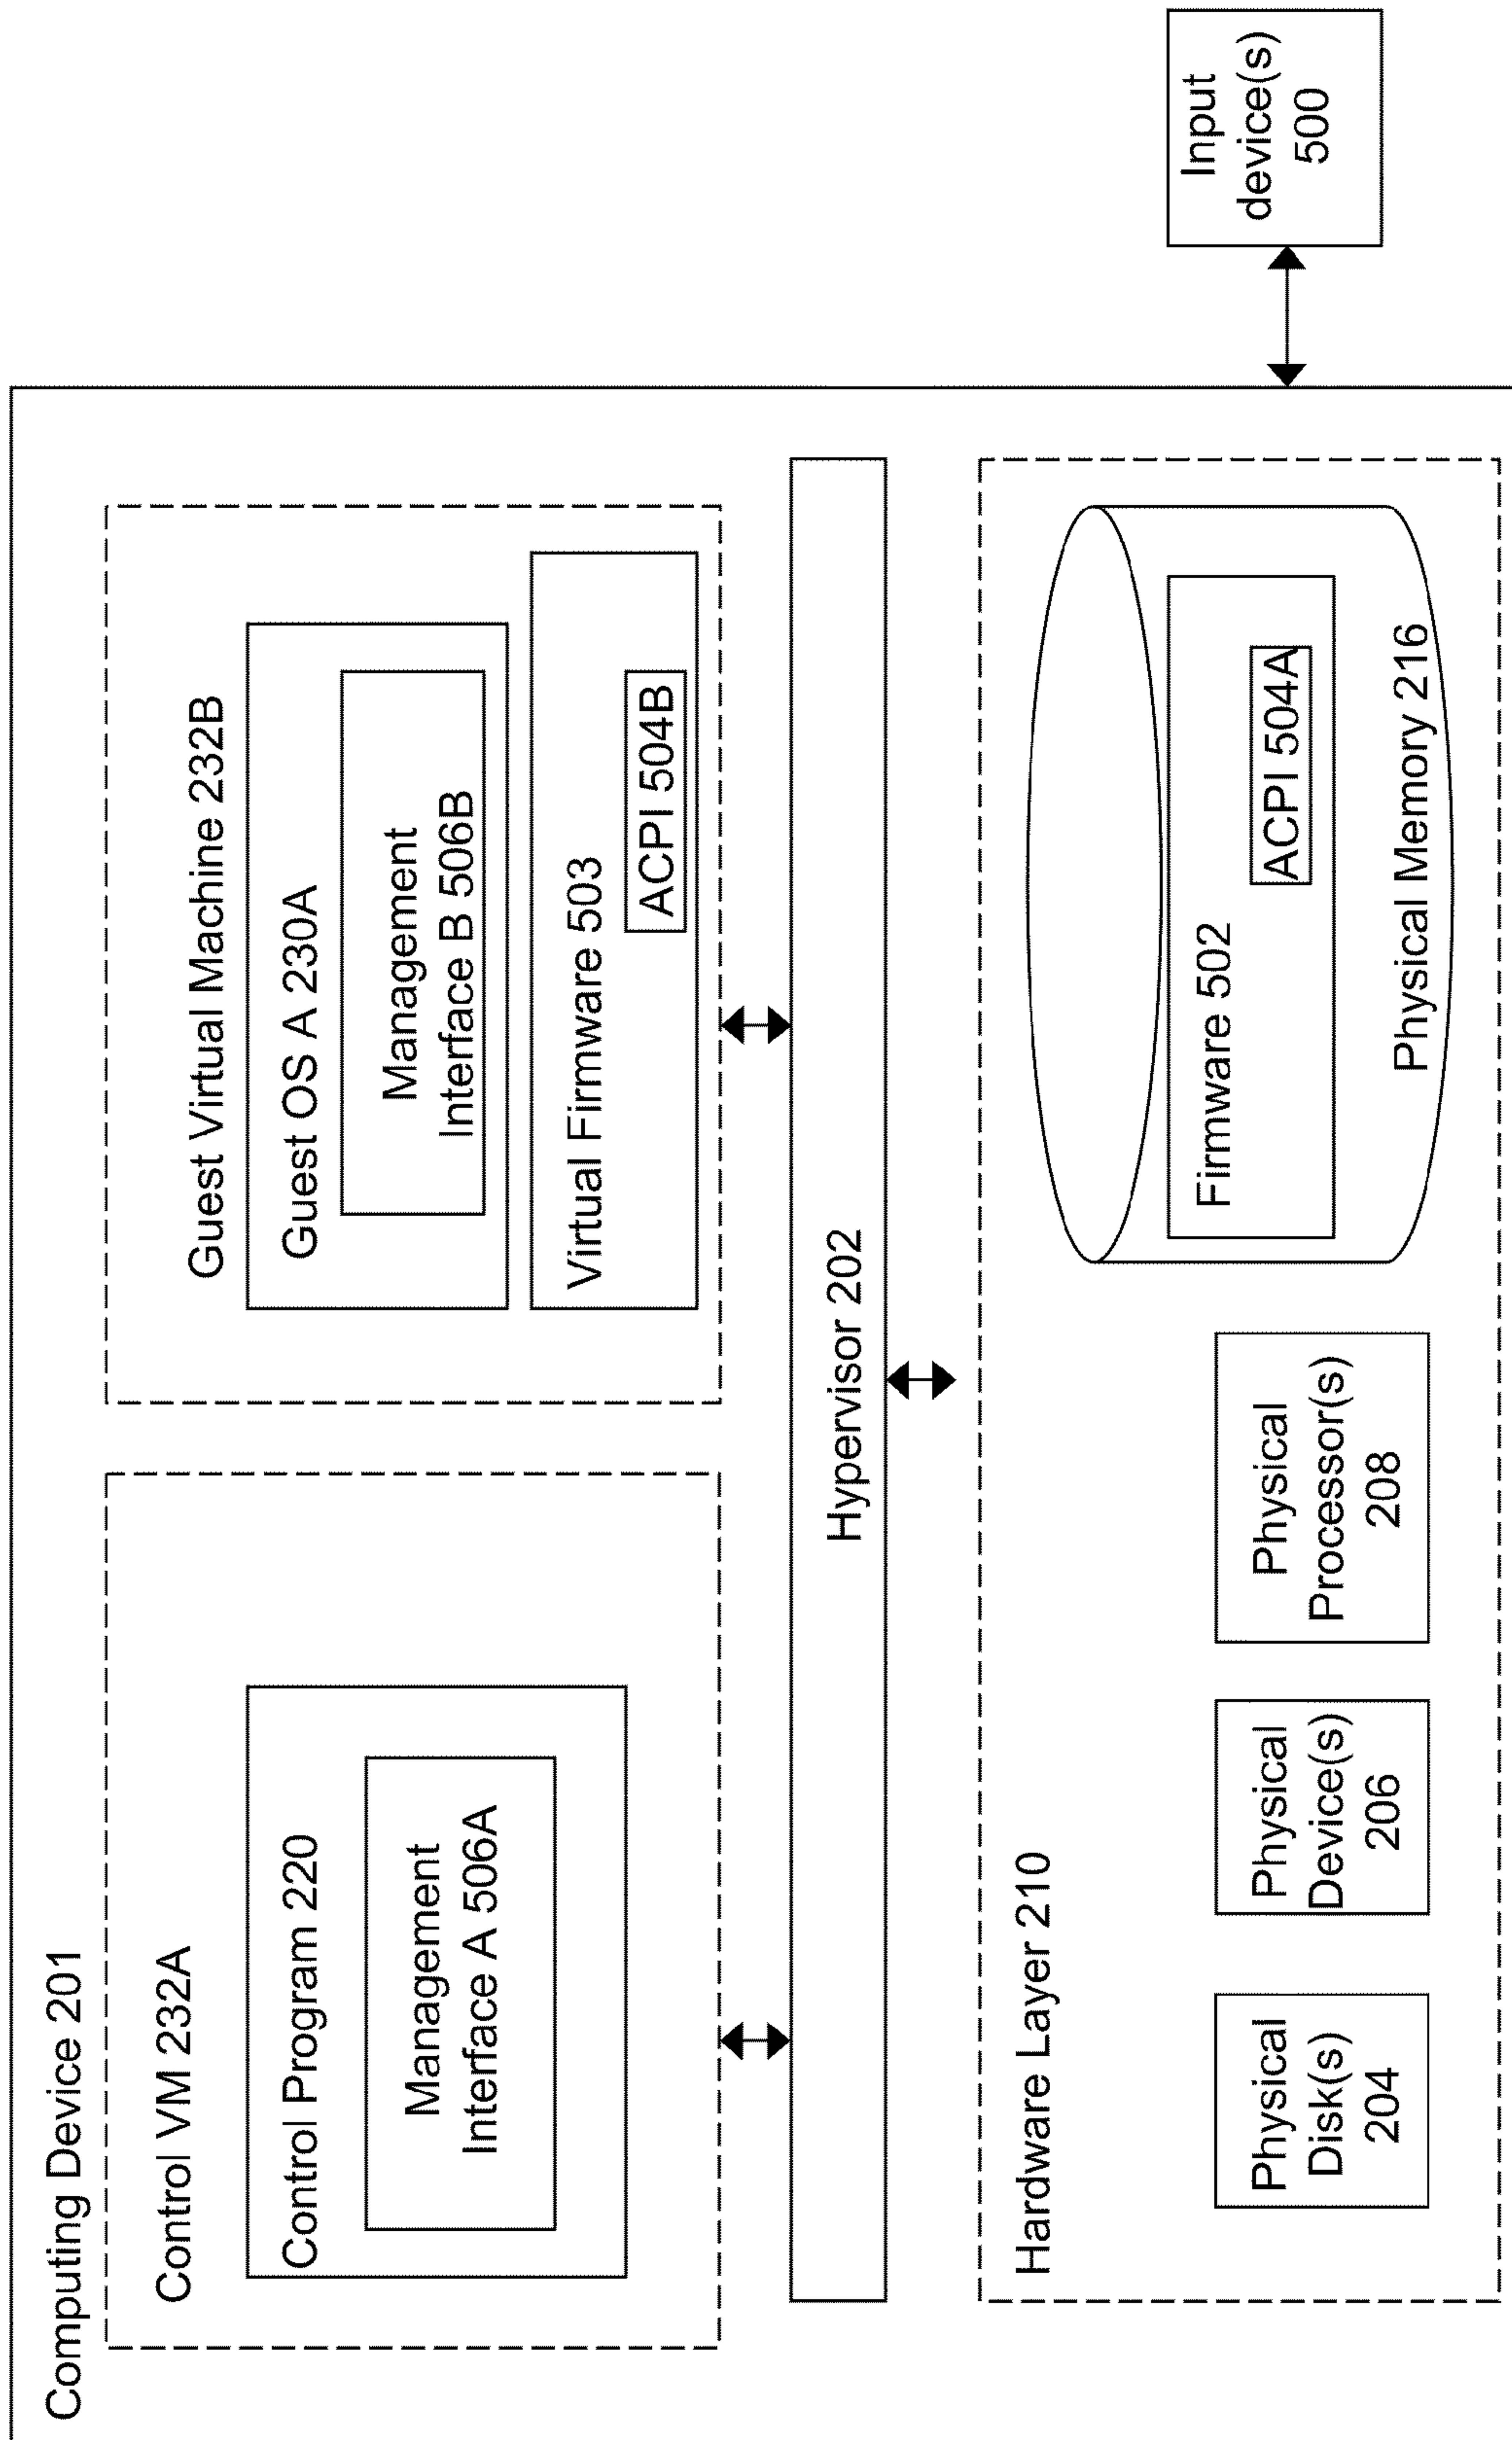 Computing Device 201
Control VM 232A
Control Program 220
Management
Interface A 506A
Guest Virtual Machine 232B
Guest OS A 230A
Management
Interface B 506B
Virtual Firmware 503
ACPI 504B
Hypervisor 202
Hardware Layer 210
Physical
Disk(s)
204
Physical
Device(s)
206
Physical
Processor(s)
208
Firmware 502
ACPI 504A
Physical Memory 216
Input
device(s)
500